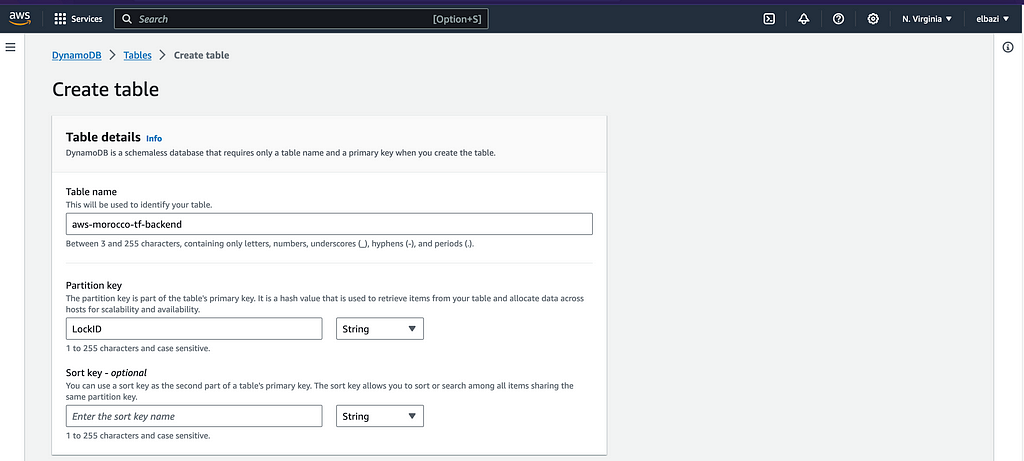 aws Services Search [Option+S] N. Virginia ▼ elbazi ▼
DynamoDB > Tables > Create table
Create table
Table details Info
DynamoDB is a schemaless database that requires only a table name and a primary key when you create the table.
Table name
This will be used to identify your table.
aws-morocco-tf-backend
Between 3 and 255 characters, containing only letters, numbers, underscores (_), hyphens (-), and periods (.).
Partition key
The partition key is part of the table's primary key. It is a hash value that is used to retrieve items from your table and allocate data across
hosts for scalability and availability.
LockID String ▼
1 to 255 characters and case sensitive.
Sort key - optional
You can use a sort key as the second part of a table's primary key. The sort key allows you to sort or search among all items sharing the
same partition key.
Enter the sort key name String ▼
1 to 255 characters and case sensitive.